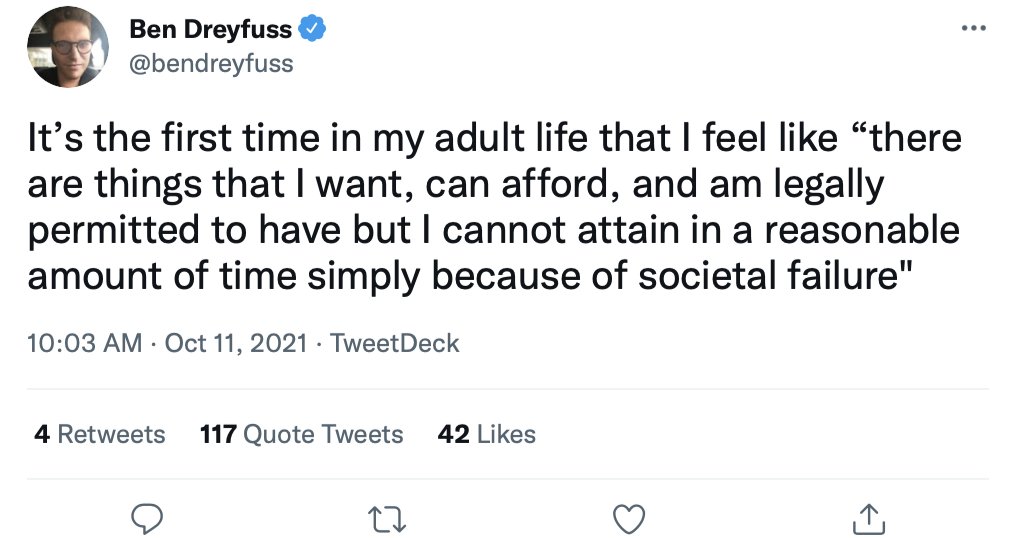 Ben Dreyfuss
@bendreyfuss
It’s the first time in my adult life that I feel like “there
are things that I want, can afford, and am legally
permitted to have but I cannot attain in a reasonable
amount of time simply because of societal failure"
10:03 AM · Oct 11, 2021 · TweetDeck
4 Retweets 117 Quote Tweets 42 Likes